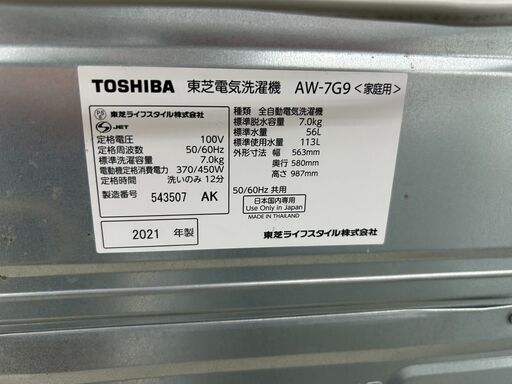 TOSHIBA 東芝電気洗濯機 AW-7G9 <家庭用>
東芝ライフスタイル株式会社
S JET
定格電圧 100V
定格周波数 50/60Hz
標準洗濯容量 7.0kg
電動機定格消費電力 370/450W
定格時間 洗いのみ 12分
製造番号 543507 AK
2021 年製
種類 全自動電気洗濯機
標準脱水容量 7.0kg
標準水量 56L
標準使用水量 113L
外形寸法 幅 563mm
奥行 580mm
高さ 987mm
50/60Hz 共用
日本国内専用
Use Only in Japan
MADE IN THAILAND
東芝ライフスタイル株式会社